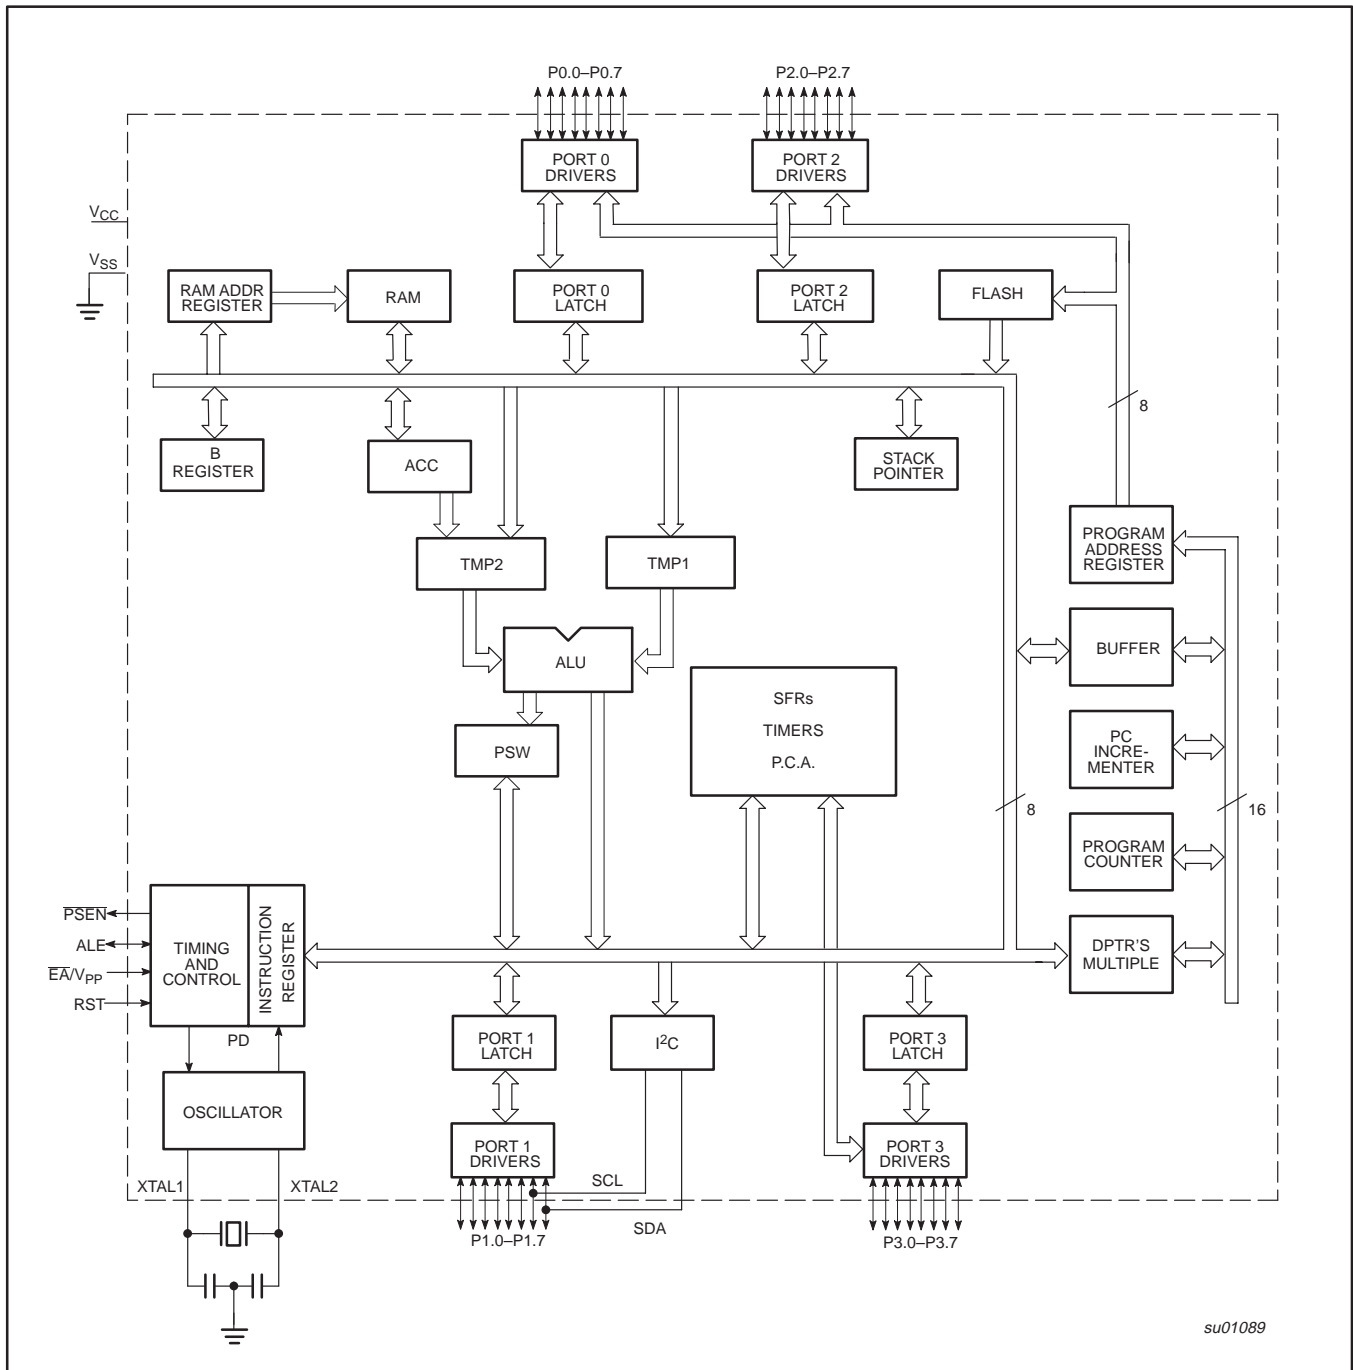 P0.0–P0.7
P2.0–P2.7
PORT 0
DRIVERS
PORT 2
DRIVERS
VCC
VSS
RAM ADDR
REGISTER
RAM
PORT 0
LATCH
PORT 2
LATCH
FLASH
8
B
REGISTER
ACC
STACK
POINTER
PROGRAM
ADDRESS
REGISTER
TMP2
TMP1
BUFFER
ALU
SFRs
TIMERS
P.C.A.
PSW
PC
INCRE-
MENTER
8
16
PROGRAM
COUNTER
PSEN
ALE
EA/VPP
RST
TIMING
AND
CONTROL
INSTRUCTION
REGISTER
DPTR'S
MULTIPLE
PD
PORT 1
LATCH
I2C
PORT 3
LATCH
OSCILLATOR
PORT 1
DRIVERS
PORT 3
DRIVERS
XTAL1
XTAL2
SCL
SDA
P1.0–P1.7
P3.0–P3.7
su01089